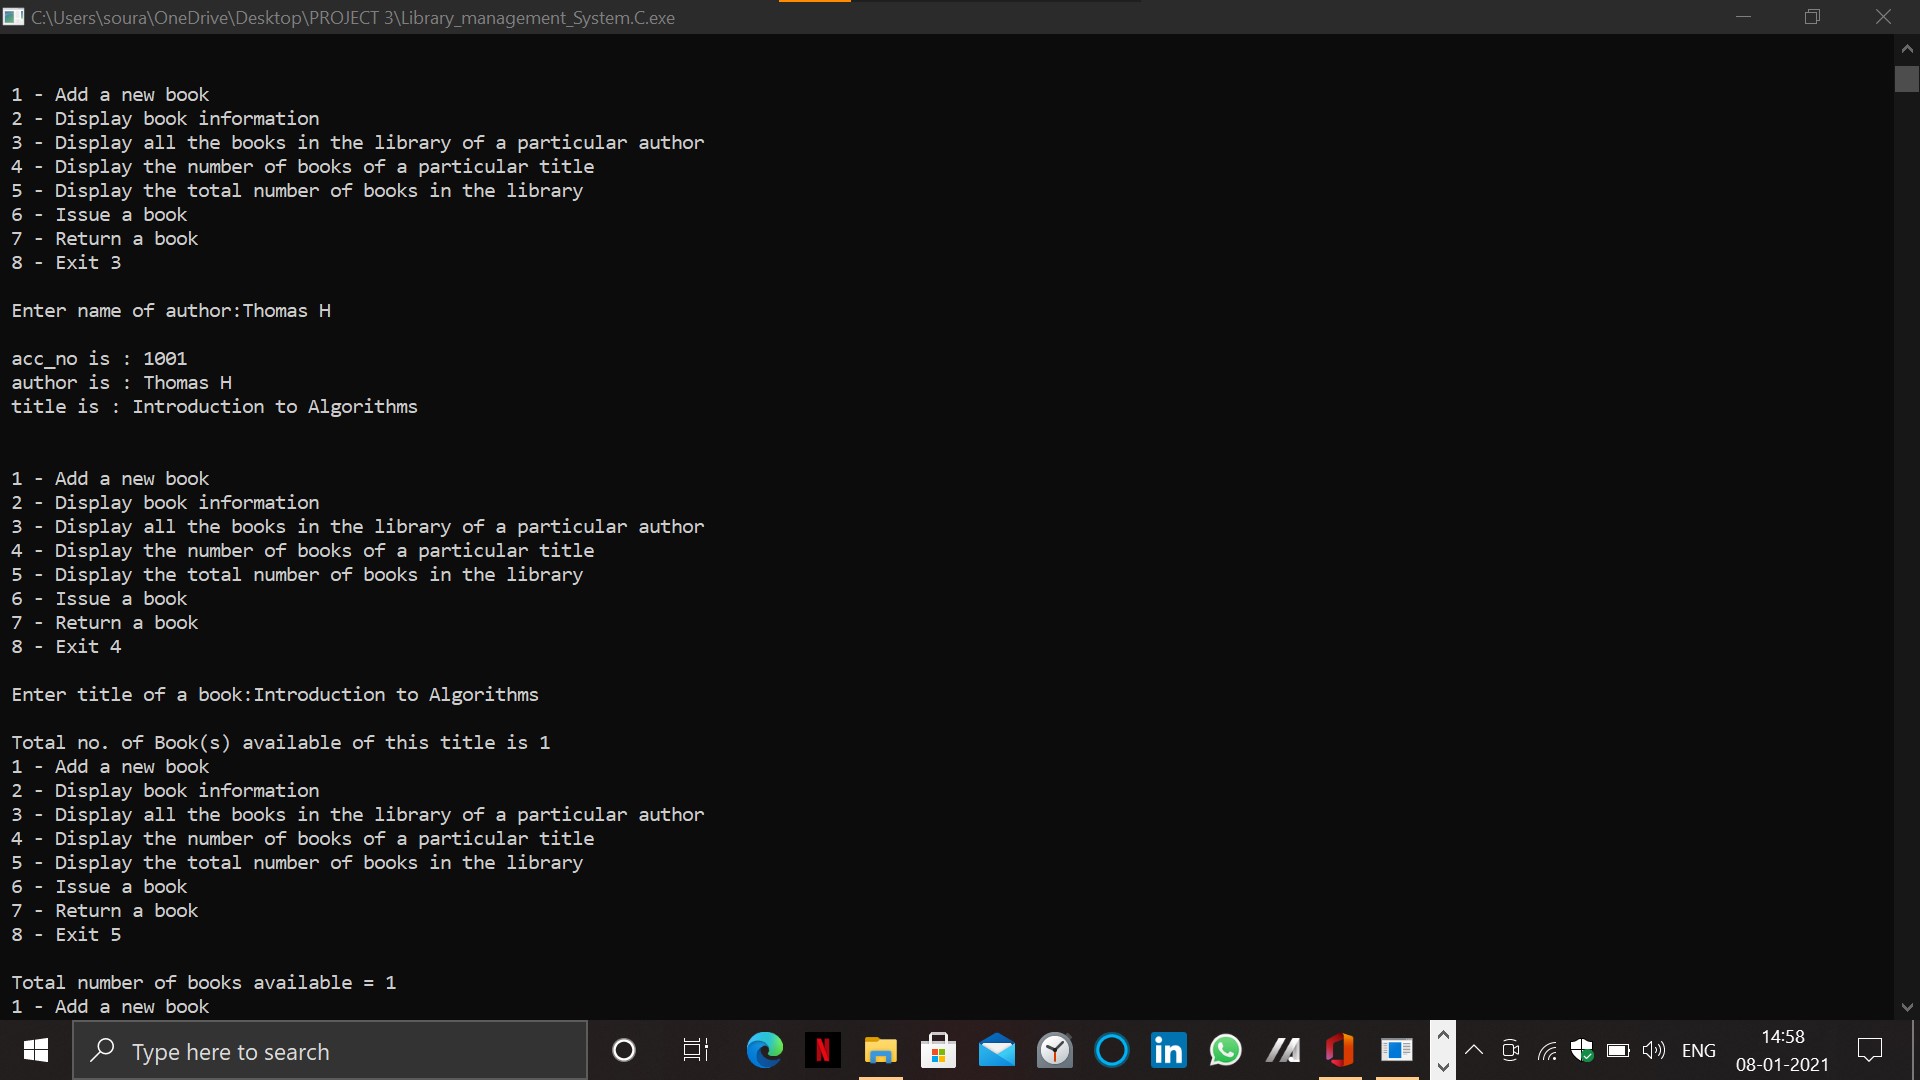 C:\Users\soura\OneDrive\Desktop\PROJECT 3\Library_management_System.C.exe
1 - Add a new book
2 - Display book information
3 - Display all the books in the library of a particular author
4 - Display the number of books of a particular title
5 - Display the total number of books in the library
6 - Issue a book
7 - Return a book
8 - Exit 3
Enter name of author:Thomas H
acc_no is : 1001
author is : Thomas H
title is : Introduction to Algorithms
1 - Add a new book
2 - Display book information
3 - Display all the books in the library of a particular author
4 - Display the number of books of a particular title
5 - Display the total number of books in the library
6 - Issue a book
7 - Return a book
8 - Exit 4
Enter title of a book:Introduction to Algorithms
Total no. of Book(s) available of this title is 1
1 - Add a new book
2 - Display book information
3 - Display all the books in the library of a particular author
4 - Display the number of books of a particular title
5 - Display the total number of books in the library
6 - Issue a book
7 - Return a book
8 - Exit 5
Total number of books available = 1
1 - Add a new book
Type here to search
N
in
ENG
14:58
08-01-2021